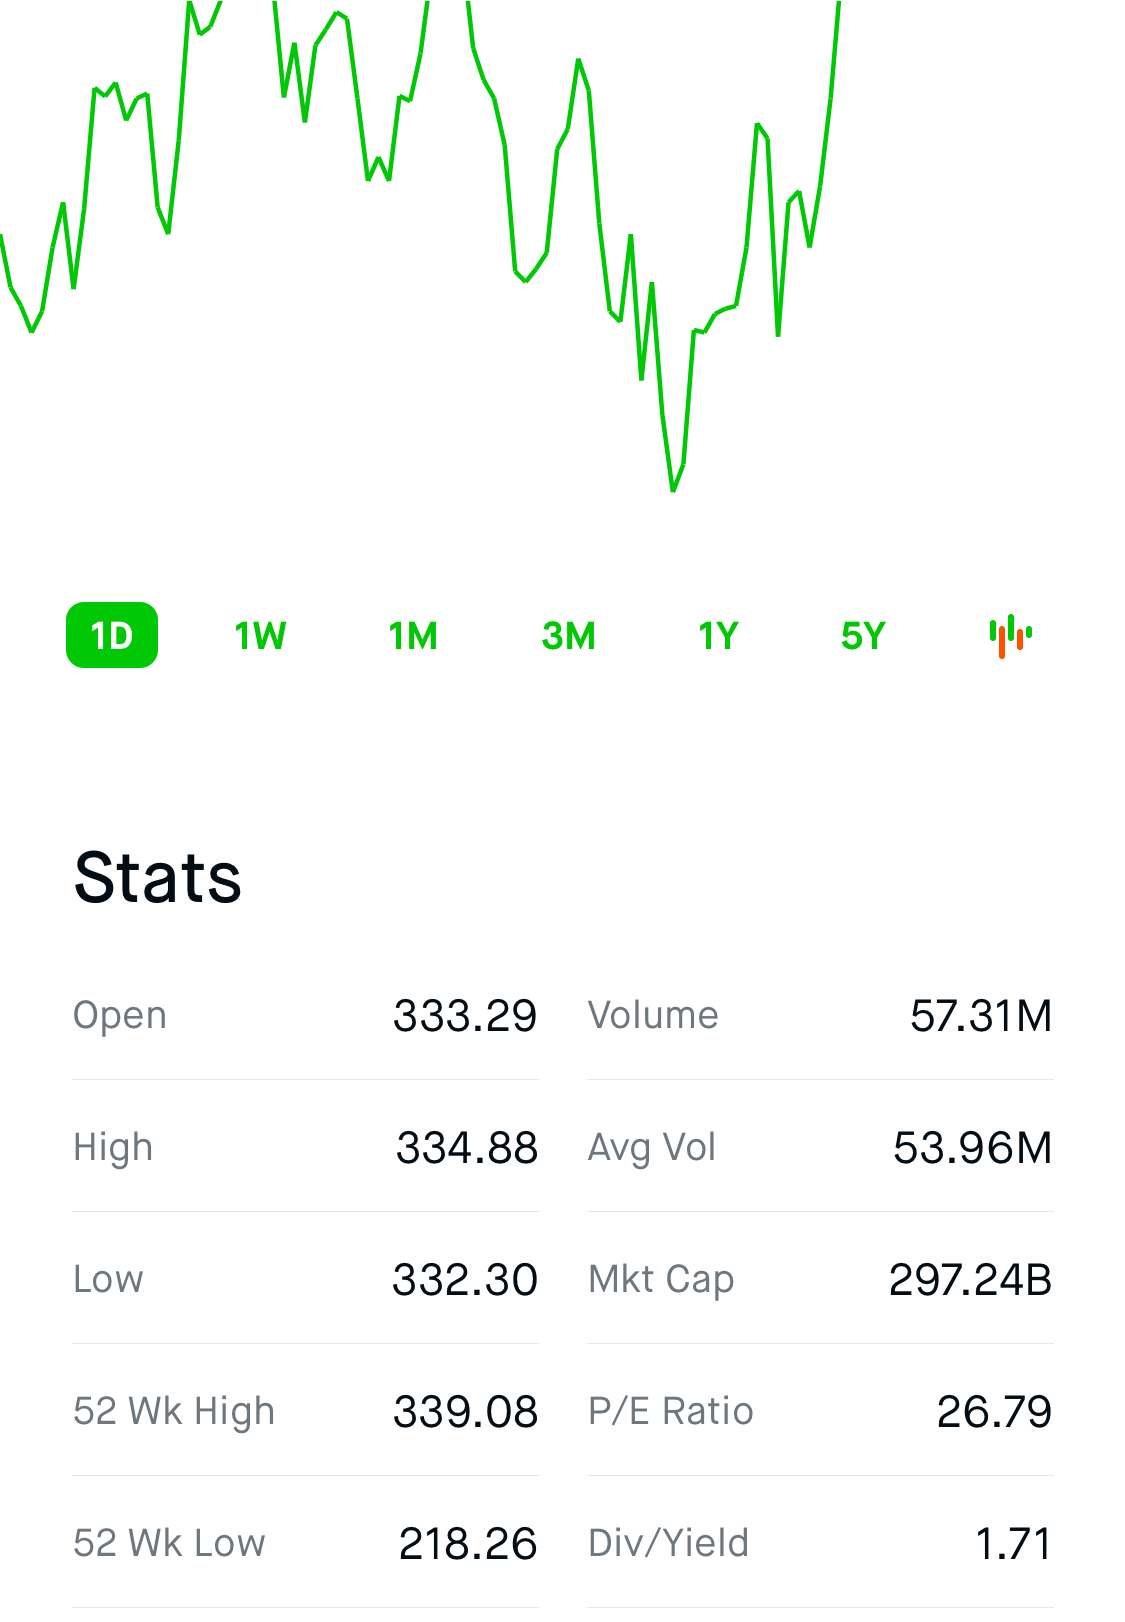 1D 1W 1M 3M 1Y 5Y
Stats
Open 333.29 Volume 57.31M
High 334.88 Avg Vol 53.96M
Low 332.30 Mkt Cap 297.24B
52 Wk High 339.08 P/E Ratio 26.79
52 Wk Low 218.26 Div/Yield 1.71